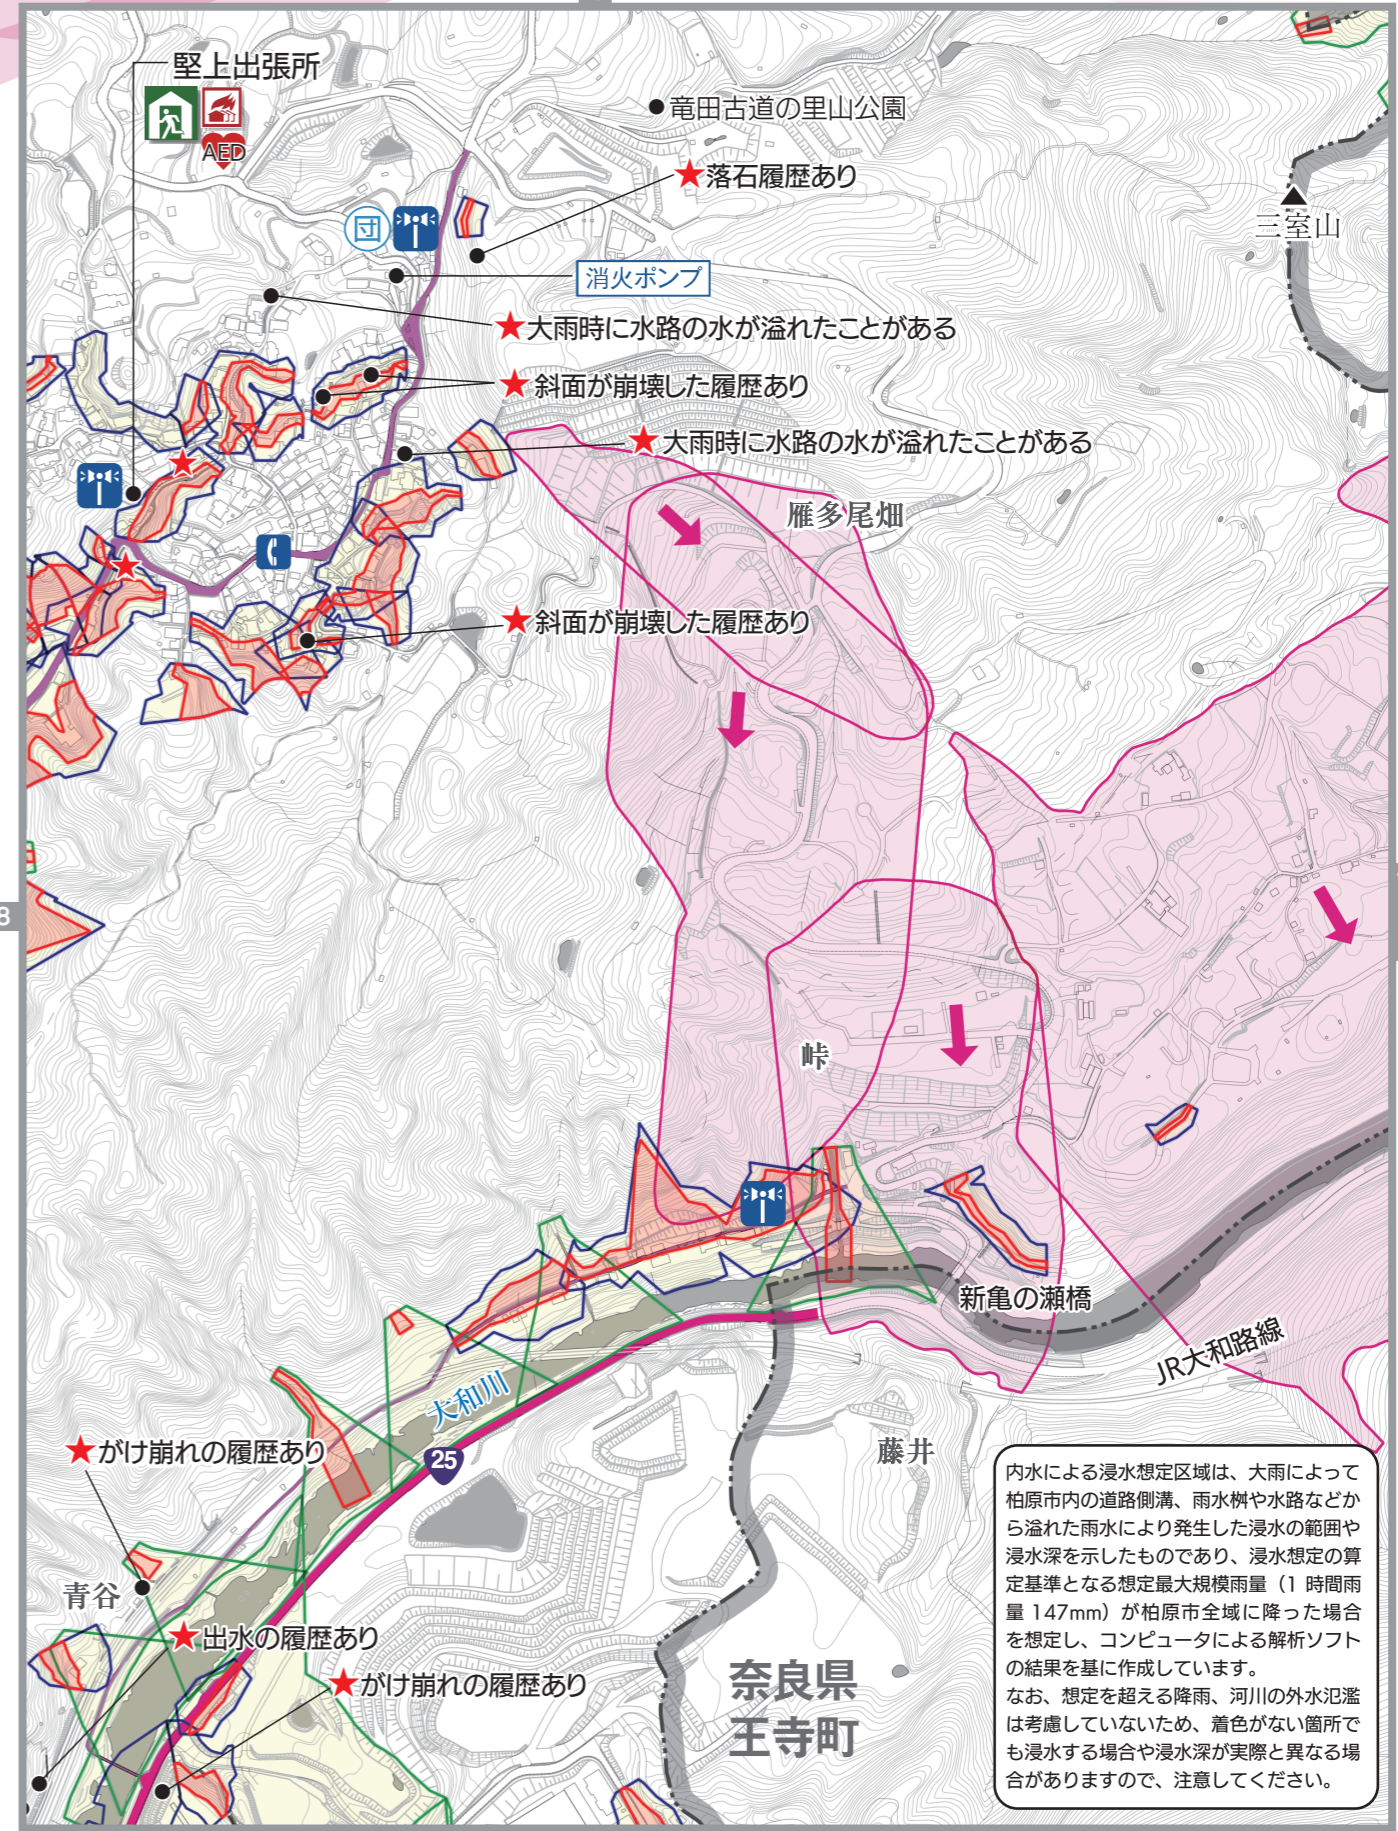 堅上出張所
AED
竜田古道の里山公園
★落石履歴あり
三室山
団
消火ポンプ
★大雨時に水路の水が溢れたことがある
★斜面が崩壊した履歴あり
★大雨時に水路の水が溢れたことがある
雁多尾畑
★斜面が崩壊した履歴あり
8
峠
新亀の瀬橋
JR大和路線
大和川
25
藤井
★がけ崩れの履歴あり
青谷
★出水の履歴あり
★がけ崩れの履歴あり
奈良県
王寺町
内水による浸水想定区域は、大雨によって
柏原市内の道路側溝、雨水桝や水路などか
ら溢れた雨水により発生した浸水の範囲や
浸水深を示したものであり、浸水想定の算
定基準となる想定最大規模雨量（1 時間雨
量 147mm）が柏原市全域に降った場合
を想定し、コンピュータによる解析ソフト
の結果を基に作成しています。
なお、想定を超える降雨、河川の外水氾濫
は考慮していないため、着色がない箇所で
も浸水する場合や浸水深が実際と異なる場
合がありますので、注意してください。